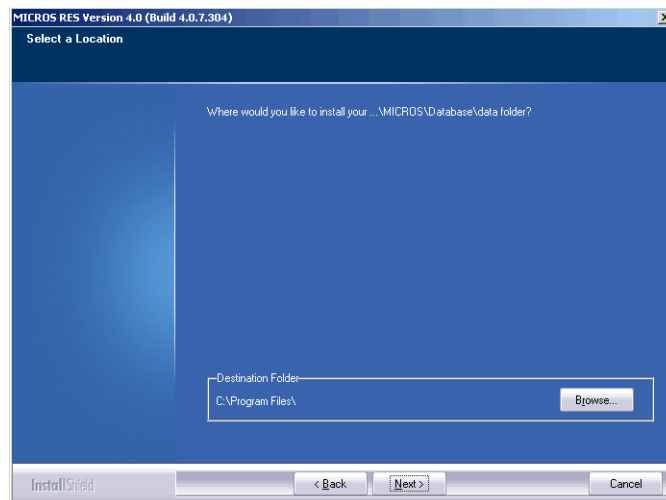 MICROS RES Version 4.0 (Build 4.0.7.304)
Select a Location
Where would you like to install your ...\MICROS\Database\data folder?
Destination Folder
C:\Program Files\
Browse...
InstallShield
< Back
Next >
Cancel